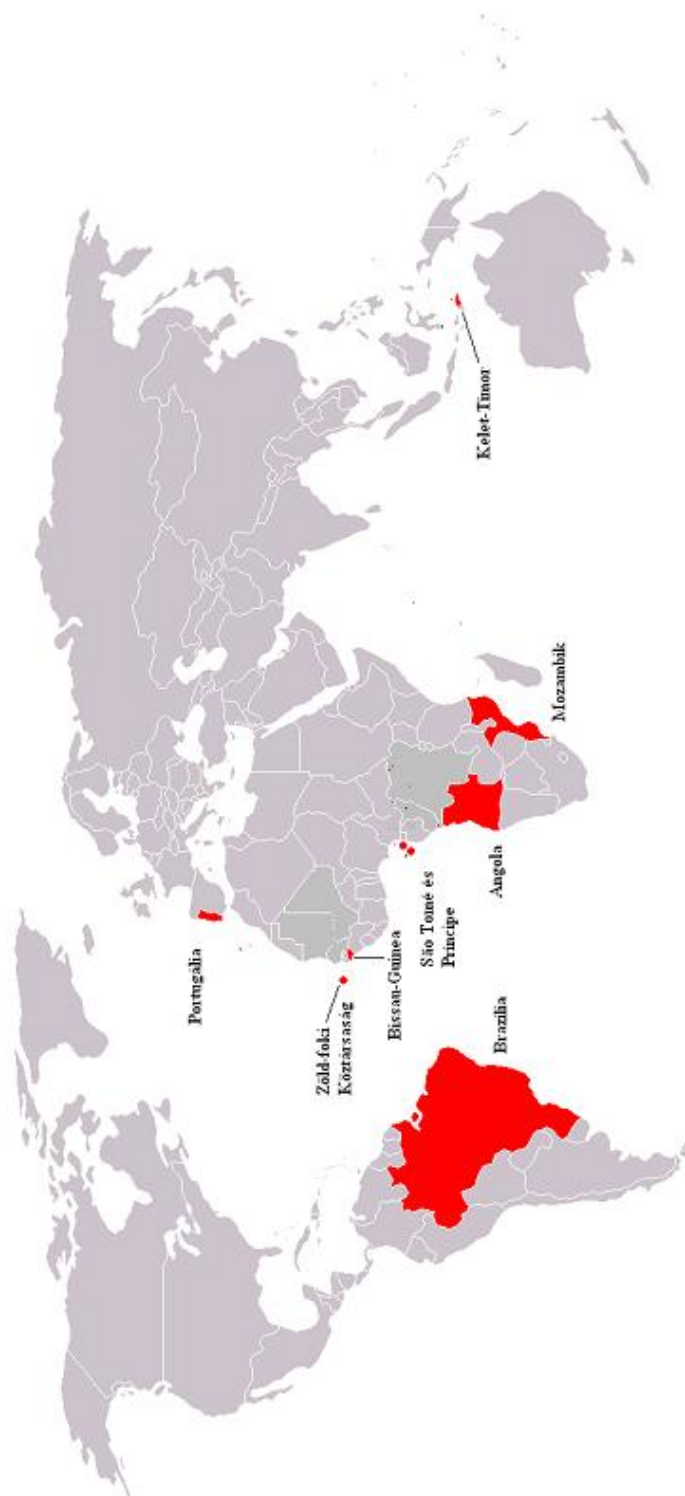 Portugália
Zöld-foki
Köztársaság
Bissau-Guinea
São Tomé és
Príncipe
Kelet-Timor
Brazília
Angola
Mozambik